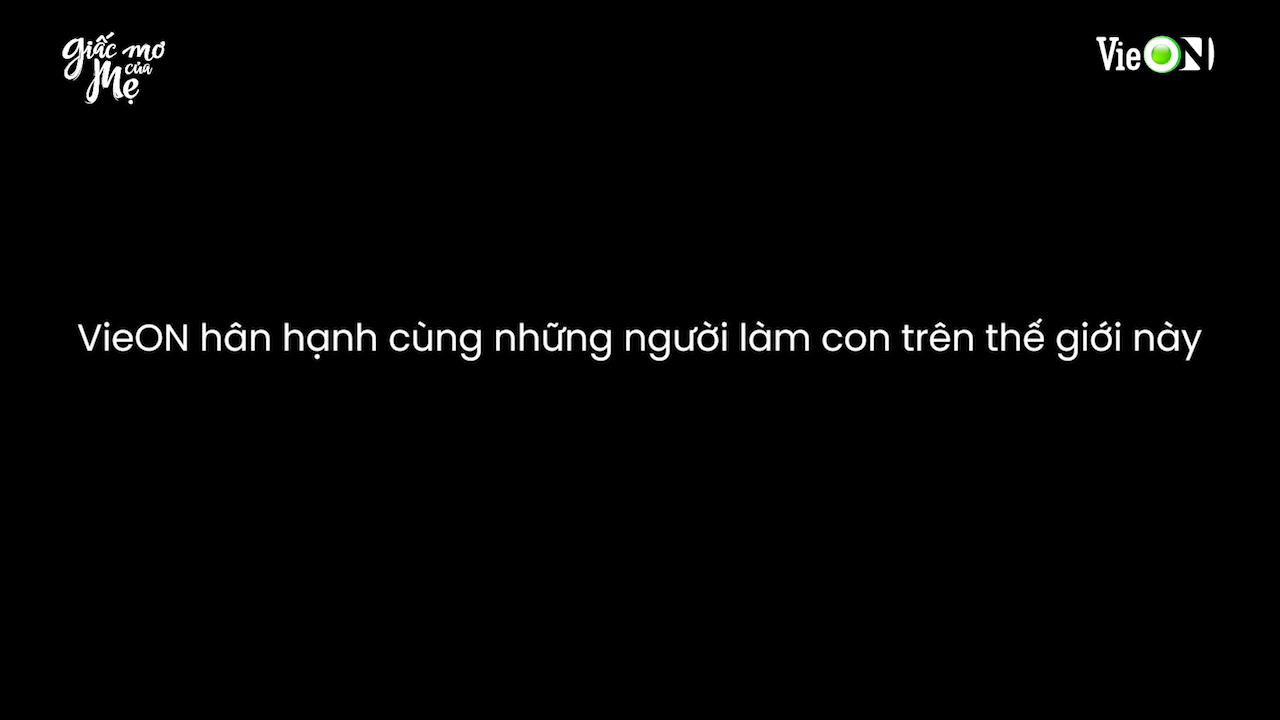 Giấc mơ
của
Mẹ
VieON
VieON hân hạnh cùng những người làm con trên thế giới này